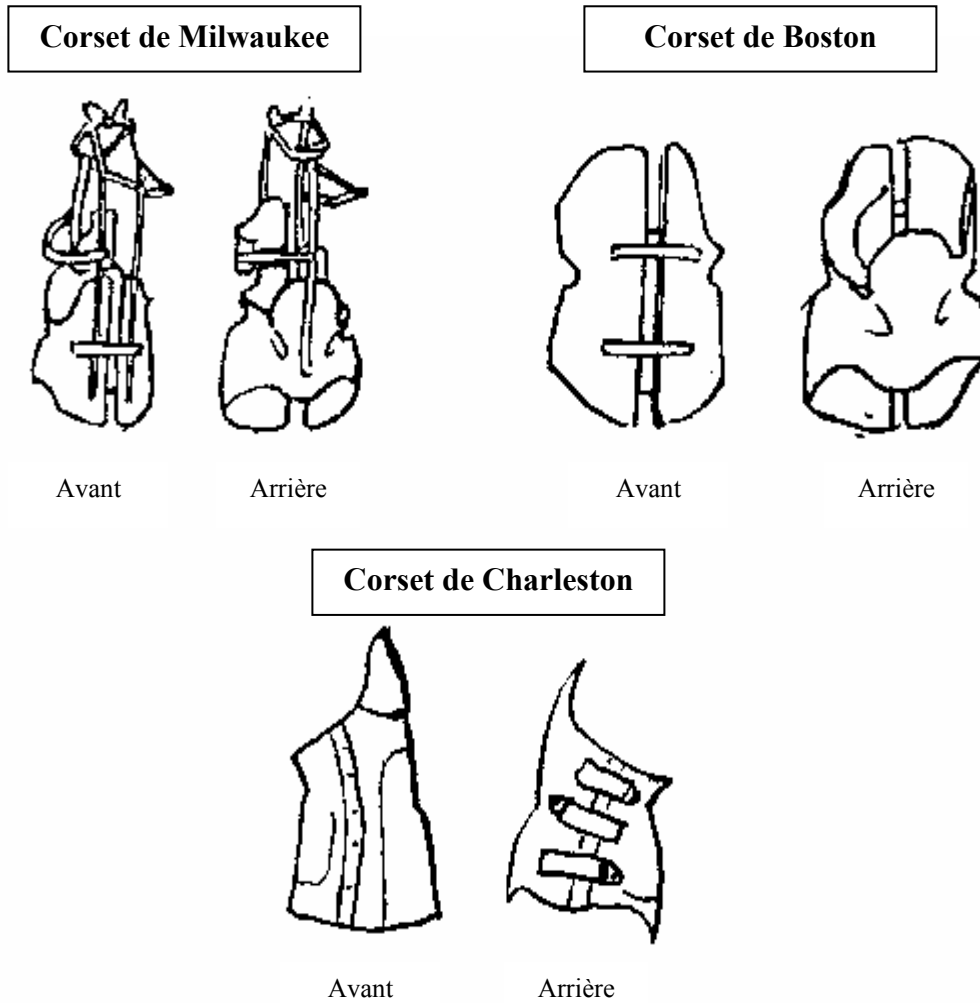 Corset de Milwaukee
Corset de Boston
Avant
Arrière
Avant
Arrière
Corset de Charleston
Avant
Arrière